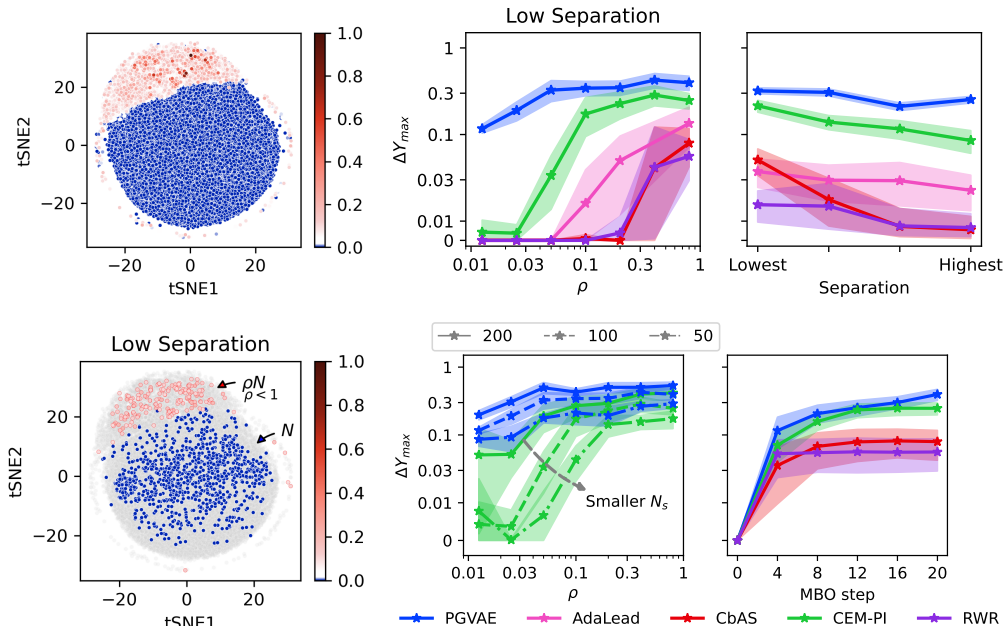 Low Separation
tSNE2
20
0
−20
−20
0
20
tSNE1
1.0
0.8
0.6
0.4
0.2
0.0
ΔY_max
1
0.3
0.1
0.03
0.01
0
0.01
0.03
0.1
0.3
1
ρ
Lowest
Highest
Separation
Low Separation
ρN
ρ<1
N
tSNE2
20
0
−20
−20
0
20
tSNE1
1.0
0.8
0.6
0.4
0.2
0.0
200
100
50
ΔY_max
1
0.3
0.1
0.03
0.01
0
Smaller N_s
0.01
0.03
0.1
0.3
1
ρ
0
4
8
12
16
20
MBO step
PGVAE
AdaLead
CbAS
CEM-PI
RWR